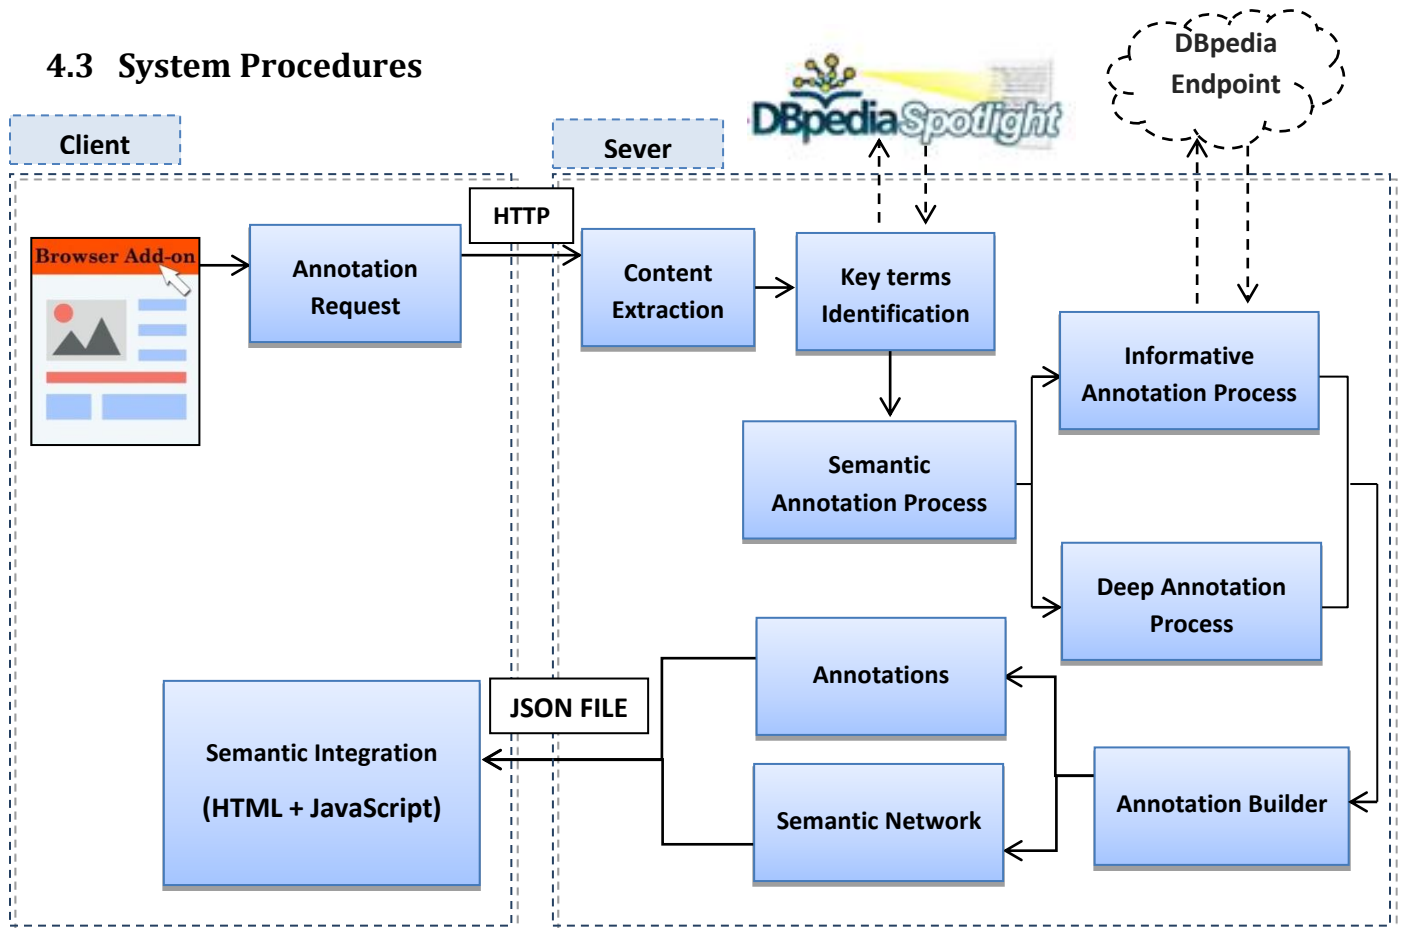 4.3 System Procedures
DBpedia
Endpoint
DBpedia Spotlight
Client
Sever
HTTP
Browser Add-on
Annotation
Request
Content
Extraction
Key terms
Identification
Informative
Annotation Process
Semantic
Annotation Process
Deep Annotation
Process
Annotations
JSON FILE
Semantic Integration
(HTML + JavaScript)
Semantic Network
Annotation Builder